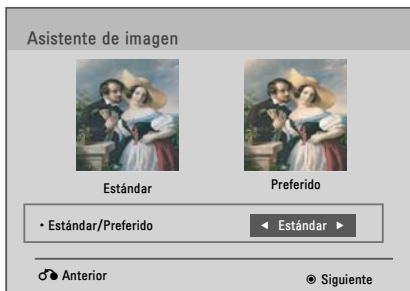 Asistente de imagen
Estándar Preferido
• Estándar/Preferido ◄ Estándar ►
Anterior ◉ Siguiente